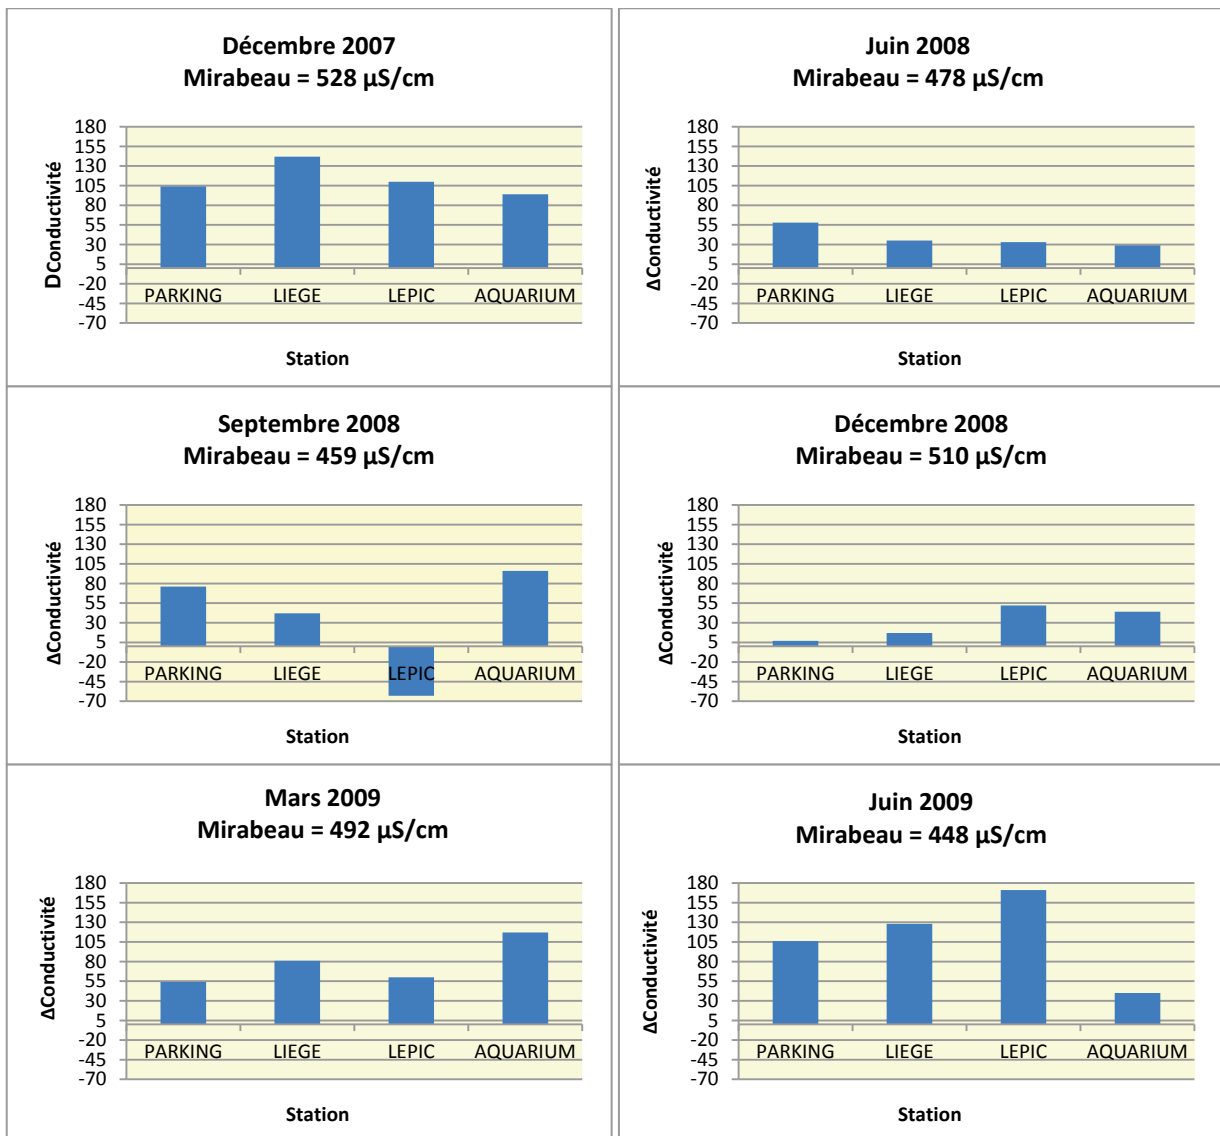 Décembre 2007
Mirabeau = 528 µS/cm
DConductivité
180
155
130
105
80
55
30
5
-20
-45
-70
PARKING LIEGE LEPIC AQUARIUM
Station
Juin 2008
Mirabeau = 478 µS/cm
ΔConductivité
180
155
130
105
80
55
30
5
-20
-45
-70
PARKING LIEGE LEPIC AQUARIUM
Station
Septembre 2008
Mirabeau = 459 µS/cm
ΔConductivité
180
155
130
105
80
55
30
5
-20
-45
-70
PARKING LIEGE LEPIC AQUARIUM
Station
Décembre 2008
Mirabeau = 510 µS/cm
ΔConductivité
180
155
130
105
80
55
30
5
-20
-45
-70
PARKING LIEGE LEPIC AQUARIUM
Station
Mars 2009
Mirabeau = 492 µS/cm
ΔConductivité
180
155
130
105
80
55
30
5
-20
-45
-70
PARKING LIEGE LEPIC AQUARIUM
Station
Juin 2009
Mirabeau = 448 µS/cm
ΔConductivité
180
155
130
105
80
55
30
5
-20
-45
-70
PARKING LIEGE LEPIC AQUARIUM
Station